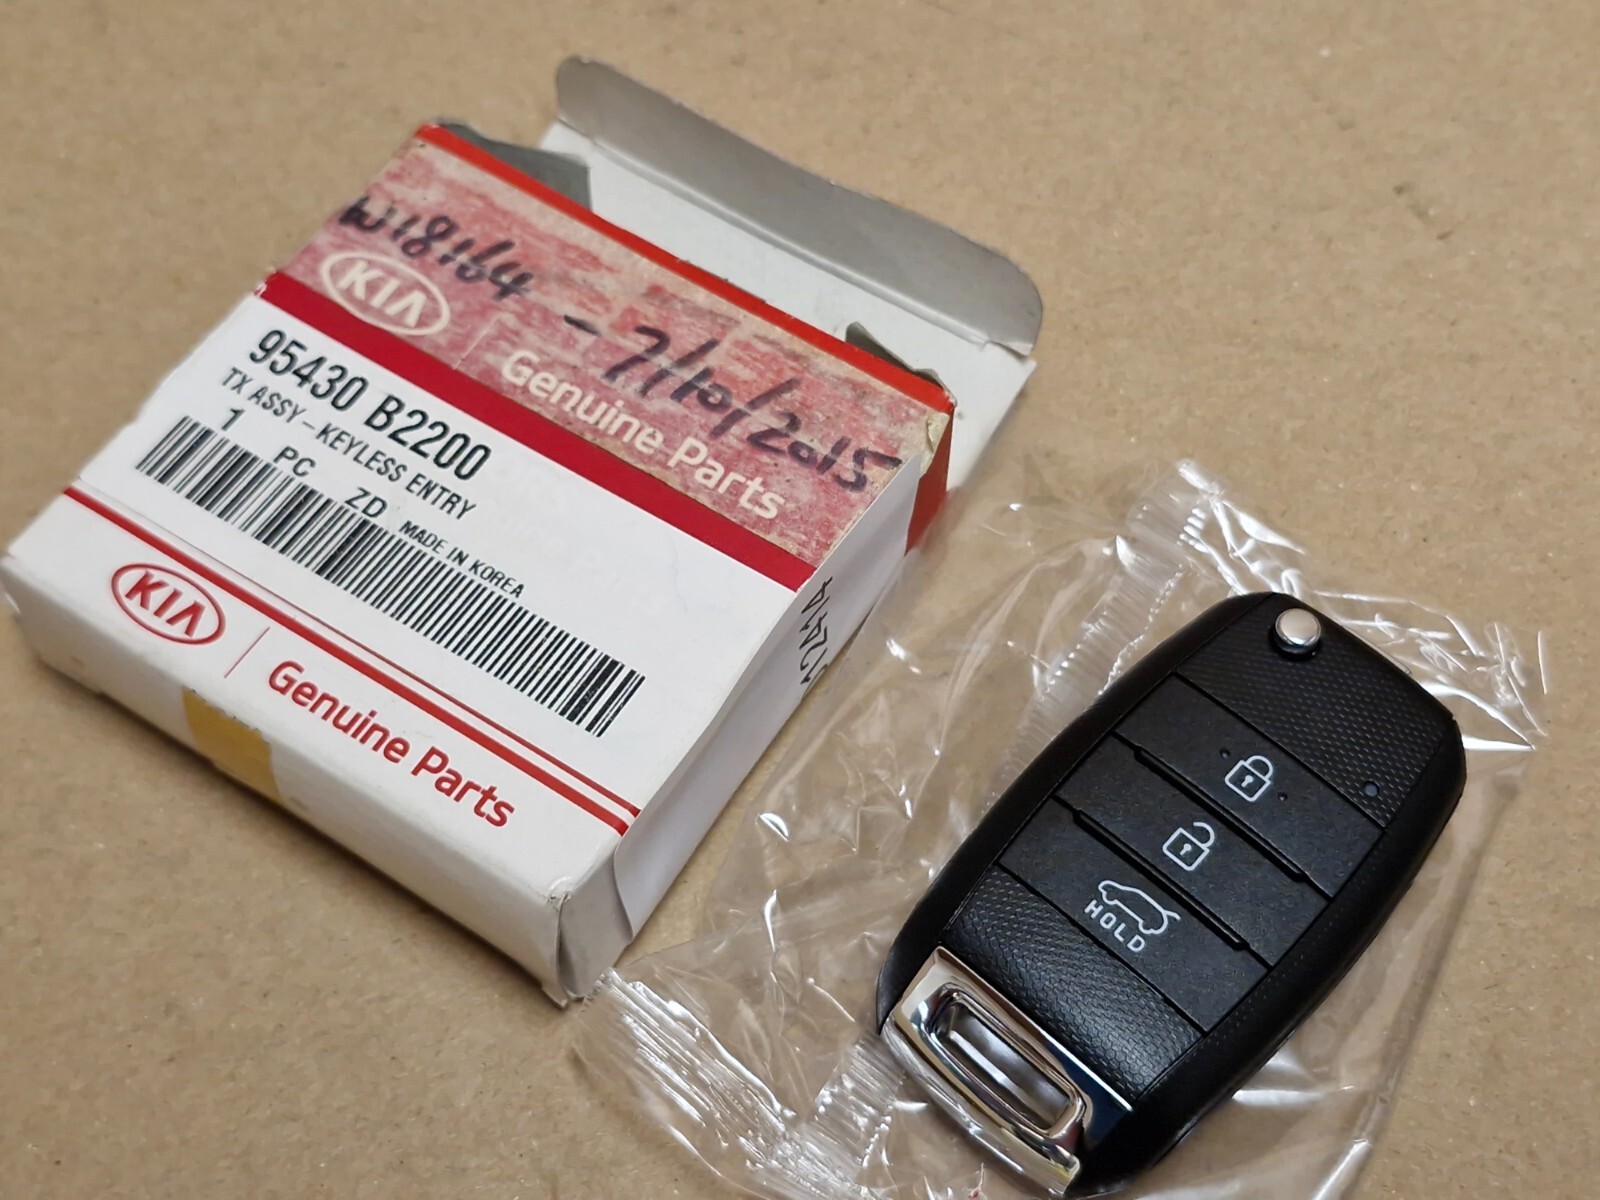 W18164 - 7/10/2015
KIA
Genuine Parts
95430 B2200
TX ASSY-KEYLESS ENTRY
1 PC ZD MADE IN KOREA
KIA
Genuine Parts
HOLD